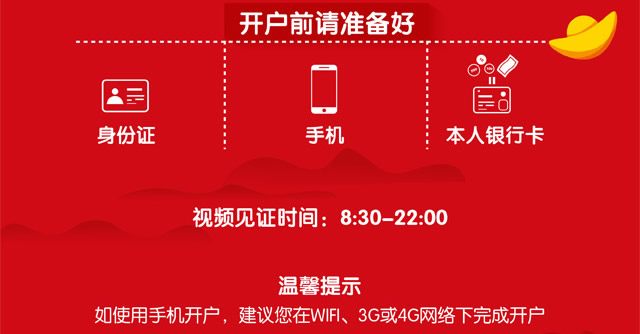 开户前请准备好
身份证
手机
本人银行卡
视频见证时间：8:30-22:00
温馨提示
如使用手机开户，建议您在WIFI、3G或4G网络下完成开户